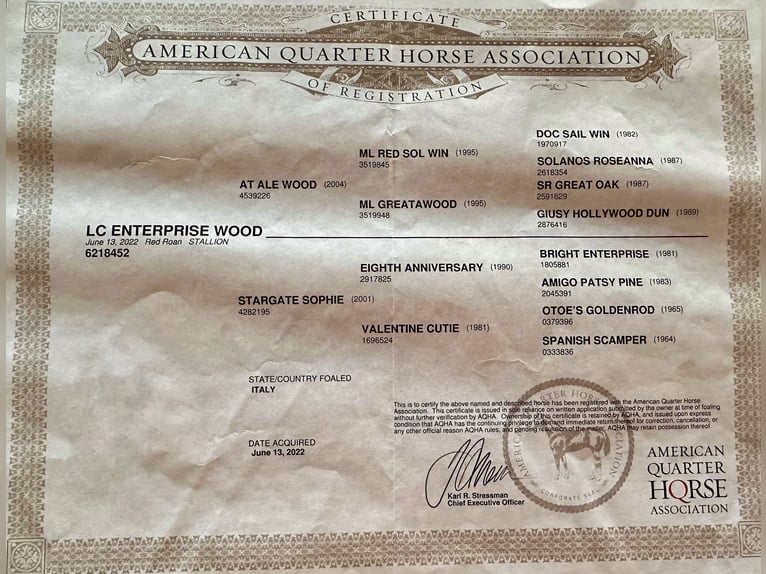 CERTIFICATE
AMERICAN QUARTER HORSE ASSOCIATION
OF REGISTRATION
DOC SAIL WIN (1982)
1970917
ML RED SOL WIN (1995)
3519845
SOLANOS ROSEANNA (1987)
2618354
AT ALE WOOD (2004)
4539226
SR GREAT OAK (1987)
2591829
ML GREATAWOOD (1995)
3519948
GIUSY HOLLYWOOD DUN (1989)
2876416
LC ENTERPRISE WOOD
June 13, 2022 Red Roan STALLION
6218452
BRIGHT ENTERPRISE (1981)
1805881
EIGHTH ANNIVERSARY (1990)
2917825
AMIGO PATSY PINE (1983)
2045391
STARGATE SOPHIE (2001)
4282195
OTOE'S GOLDENROD (1965)
0379396
VALENTINE CUTIE (1981)
1696524
SPANISH SCAMPER (1964)
0333836
STATE/COUNTRY FOALED
ITALY
This is to certify the above named and described horse has been registered with the American Quarter Horse
Association. This certificate is issued in sole reliance on written application submitted by the owner at time of foaling
without further verification by AQHA. Ownership of this certificate is retained by AQHA, and issued upon express
condition that AQHA has the continuing privilege to demand immediate return thereof for correction, cancellation, or
any other official reason AQHA rules, and pending resolution of the matter, AQHA may retain possession thereof.
DATE ACQUIRED
June 13, 2022
Karl R. Stressman
Chief Executive Officer
CORPORATE SEAL
AMERICAN
QUARTER
HORSE
ASSOCIATION